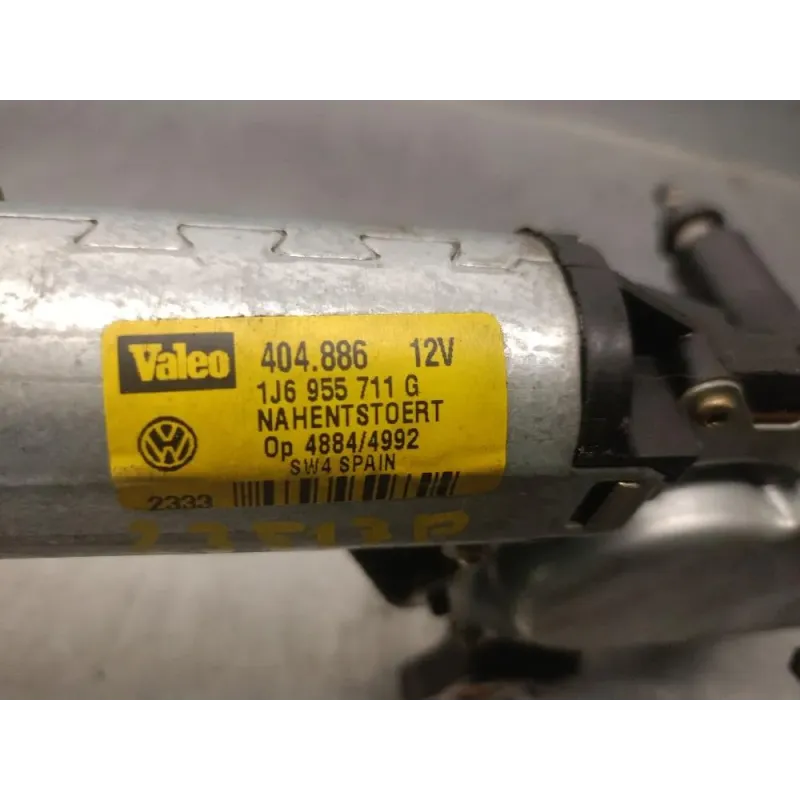 Valeo 404.886 12V
1J6 955 711 G
NAHENTSTOERT
Op 4884/4992
SW4 SPAIN
2333